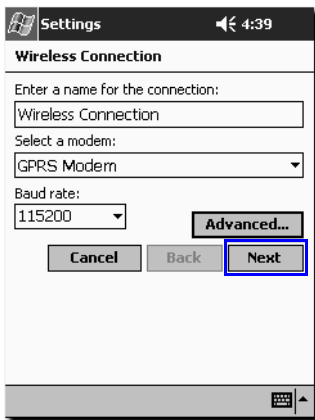 Settings 4:39
Wireless Connection
Enter a name for the connection:
Wireless Connection
Select a modem:
GPRS Modem
Baud rate:
115200
Advanced...
Cancel Back Next